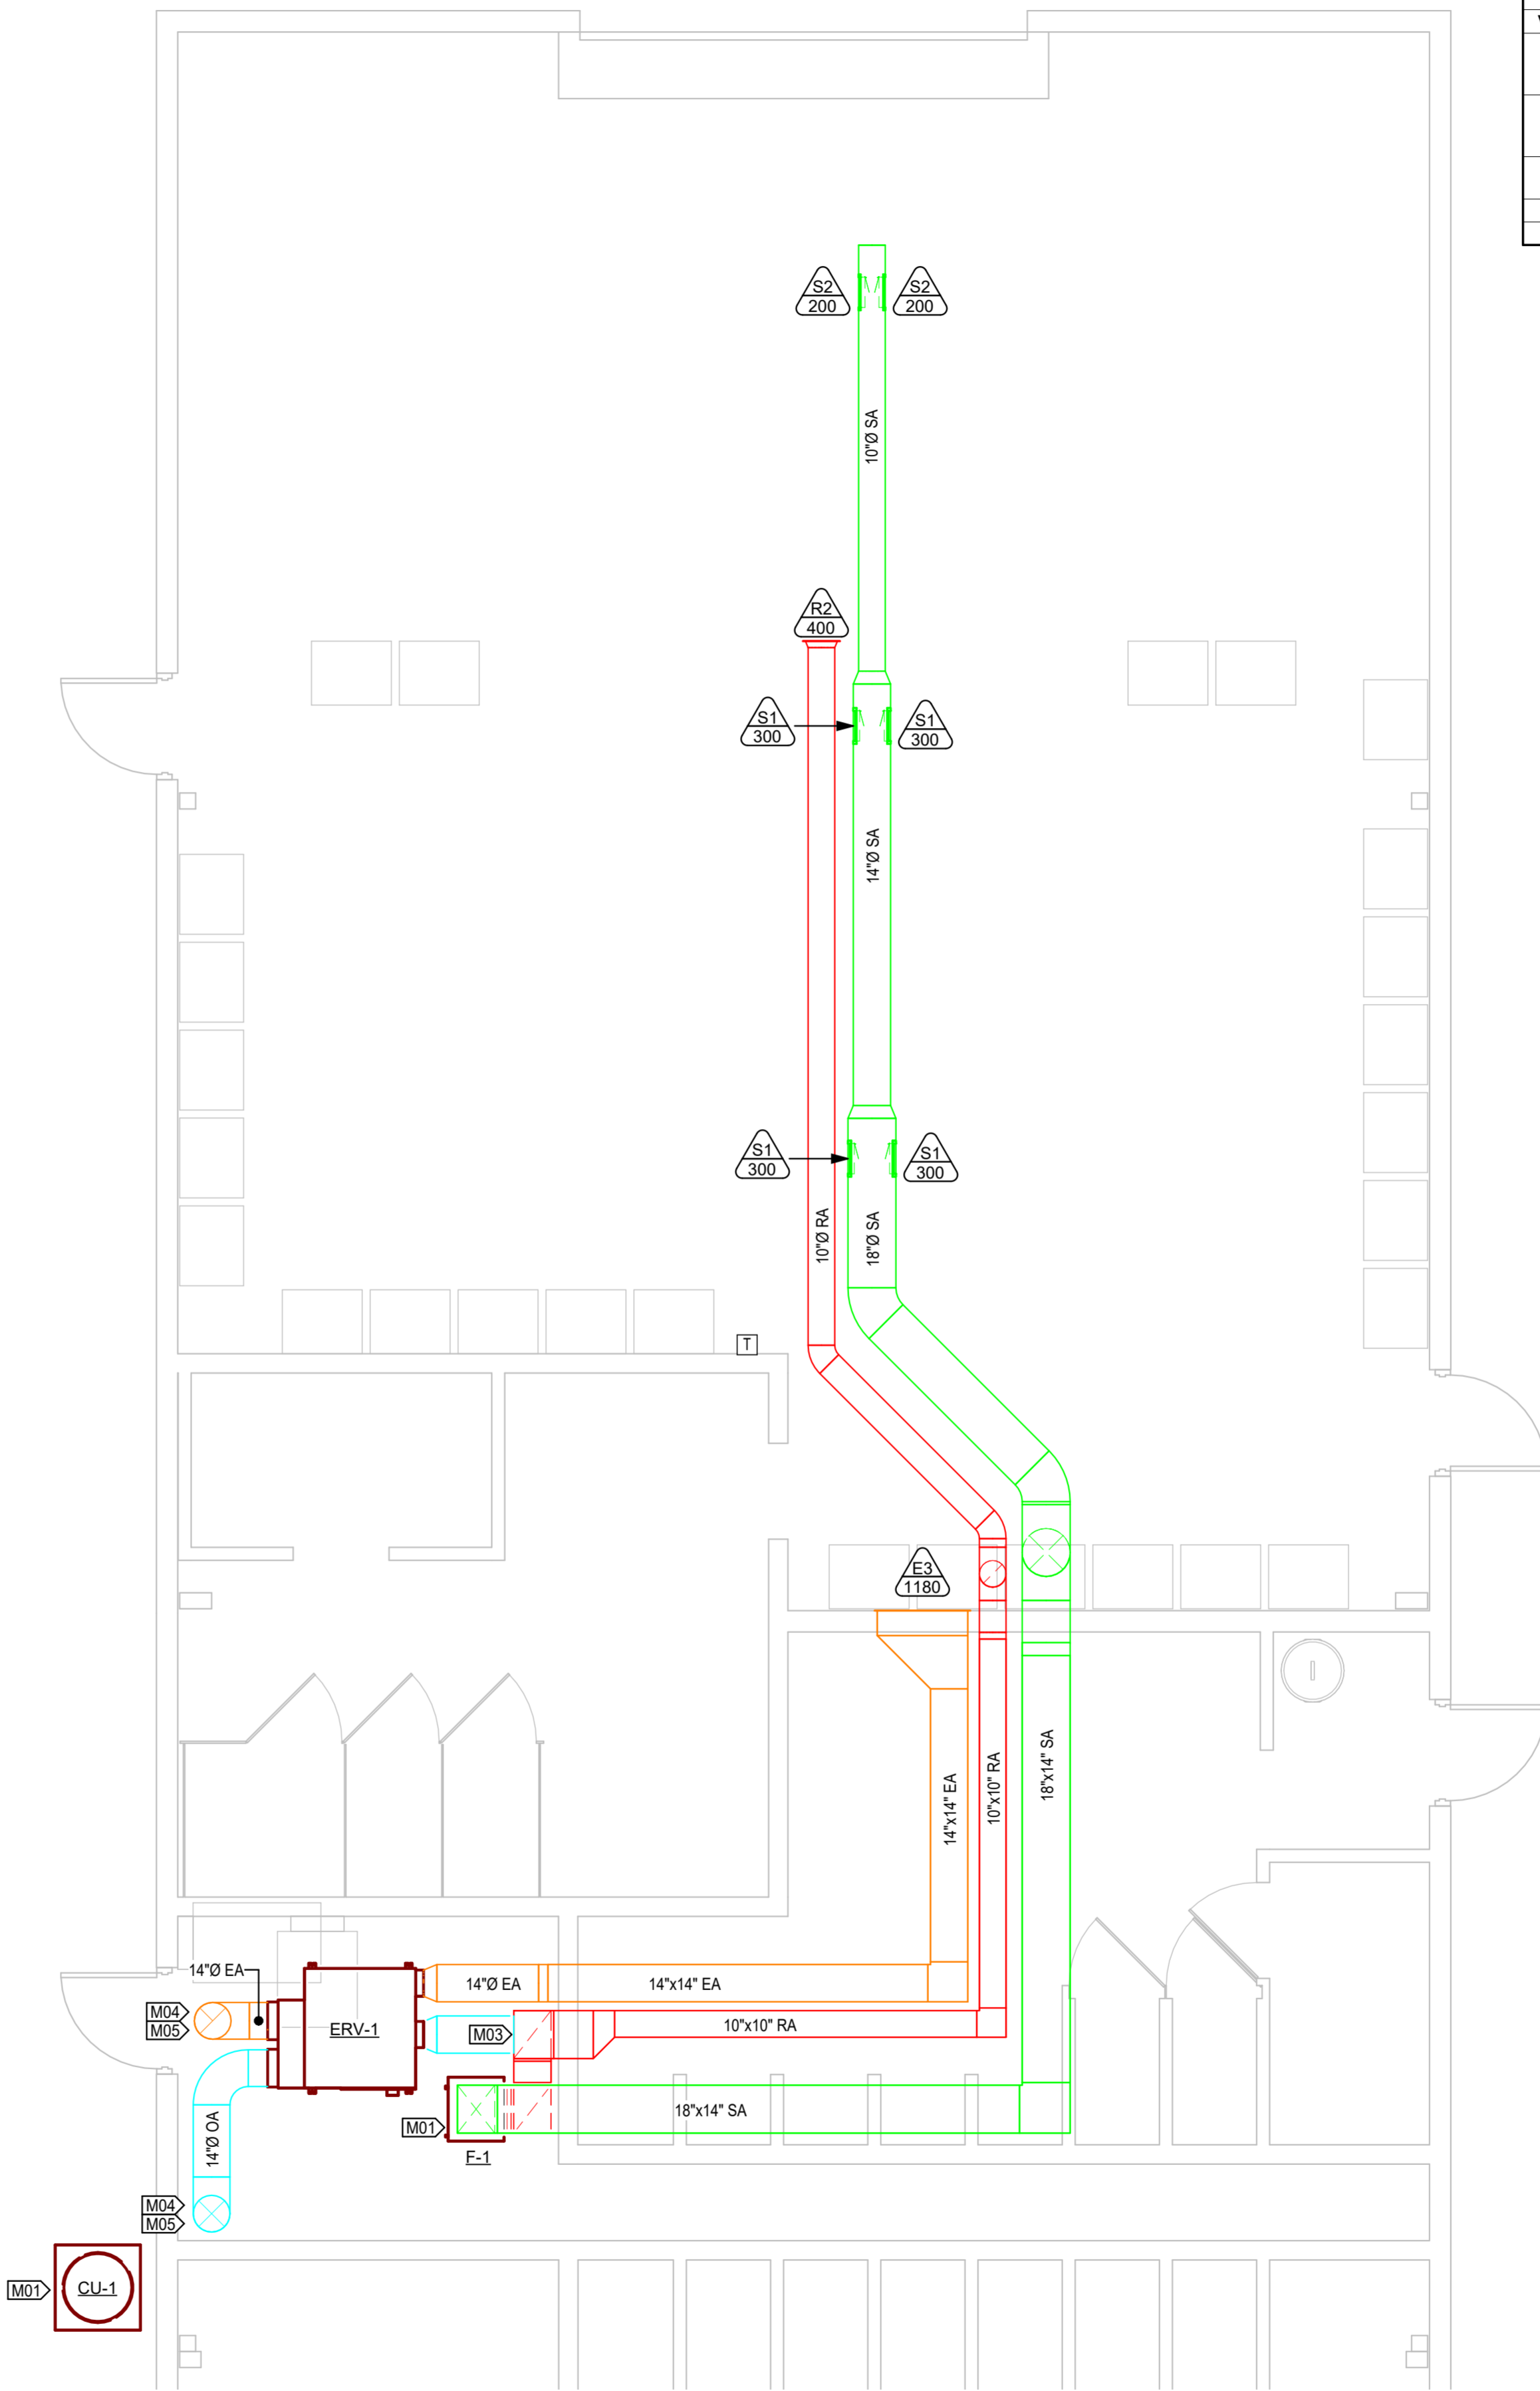 S2
200
S2
200
10"Ø SA
R2
400
S1
300
S1
300
14"Ø SA
S1
300
S1
300
10"Ø RA
18"Ø SA
T
E3
1180
14"x14" EA
10"x10" RA
18"x14" SA
14"Ø EA
14"Ø EA
14"x14" EA
M04
M05
ERV-1
M03
10"x10" RA
M01
18"x14" SA
F-1
14"Ø OA
M04
M05
M01
CU-1